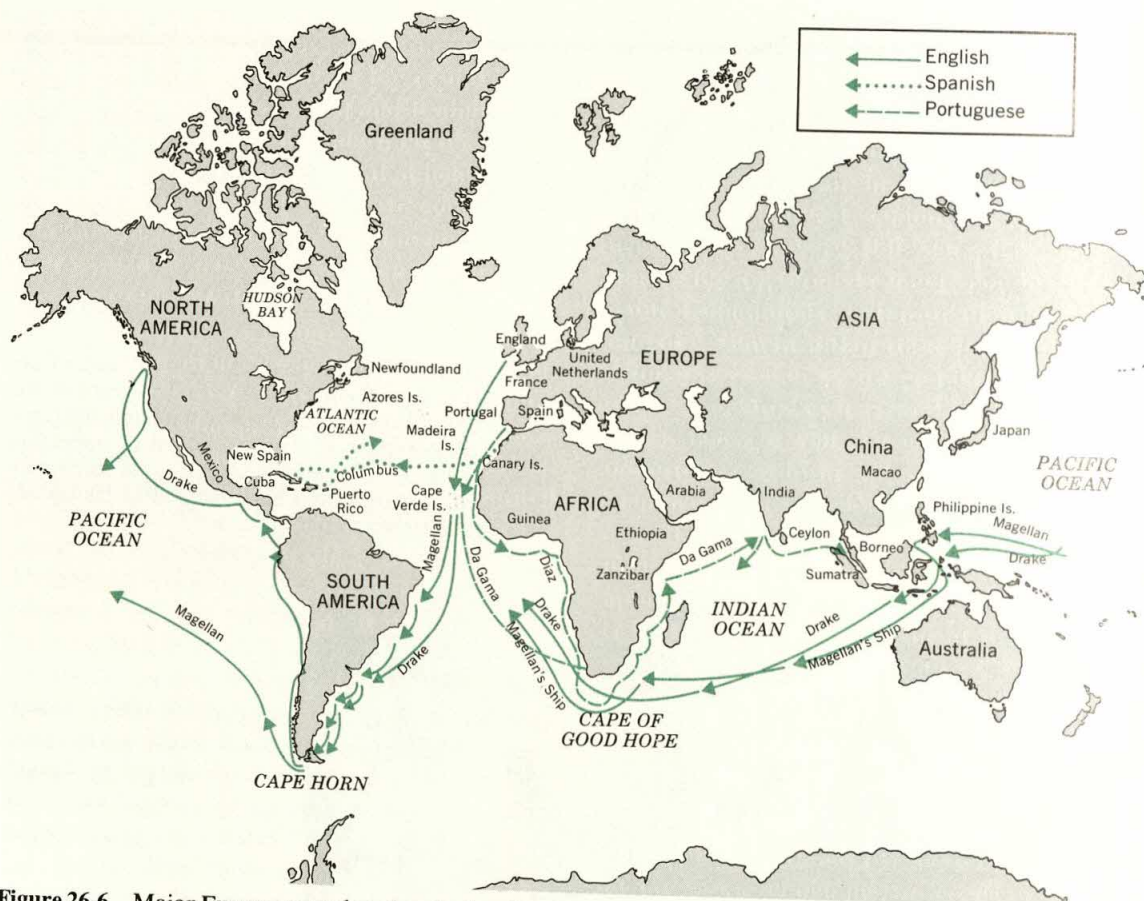 English
Spanish
Portuguese
Greenland
HUDSON
BAY
NORTH
AMERICA
ASIA
England
EUROPE
United
Netherlands
France
Newfoundland
Azores Is.
ATLANTIC
OCEAN
Portugal
Spain
Madeira
Is.
Japan
China
New Spain
Mexico
Columbus
Canary Is.
Macao
PACIFIC
OCEAN
Drake
Cuba
Puerto
Rico
Cape
Verde Is.
AFRICA
Arabia
India
Philippine Is.
PACIFIC
OCEAN
Guinea
Ethiopia
Magellan
Magellan
Da Gama
Diaz
Da Gama
Ceylon
Borneo
Drake
Zanzibar
Sumatra
SOUTH
AMERICA
Magellan
Drake
Drake
Magellan's Ship
INDIAN
OCEAN
Drake
Magellan's Ship
Australia
CAPE OF
GOOD HOPE
CAPE HORN
Figure 26.6 Major